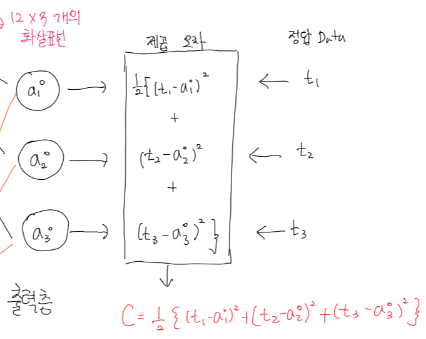 12 x 3 개의
화살표선
제곱 오차
정답 Data
a₁° → ½{(t₁-a₁°)² ← t₁
+
a₂° → (t₂-a₂°)² ← t₂
+
a₃° → (t₃-a₃°)²} ← t₃
출력층
C = ½{(t₁-a₁°)²+(t₂-a₂°)²+(t₃-a₃°)²}